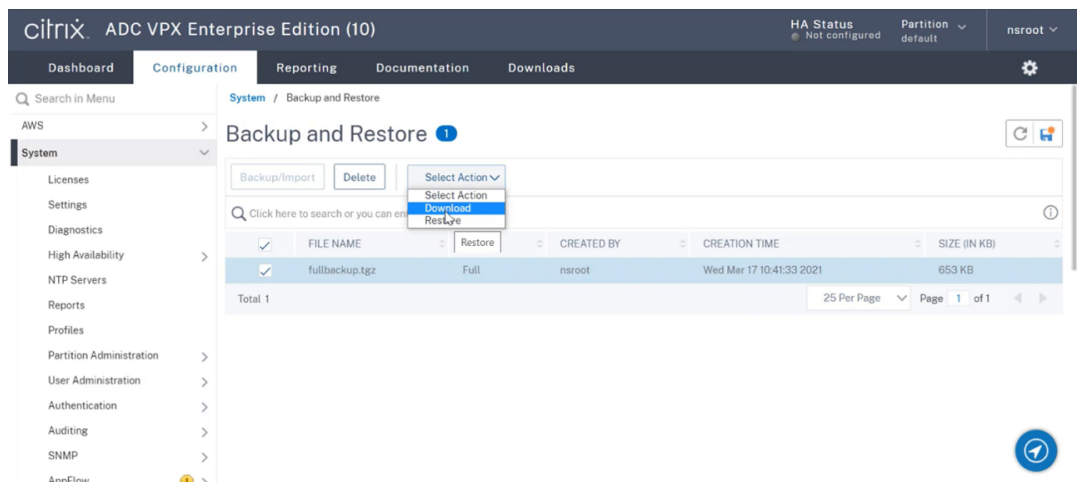 citrix. ADC VPX Enterprise Edition (10)
HA Status
Not configured
Partition
default
nsroot
Dashboard Configuration Reporting Documentation Downloads
Search in Menu
AWS
System
Licenses
Settings
Diagnostics
High Availability
NTP Servers
Reports
Profiles
Partition Administration
User Administration
Authentication
Auditing
SNMP
AppFlow
System / Backup and Restore
Backup and Restore 1
Backup/Import Delete Select Action
Select Action
Download
Restore
Click here to search or you can en
Restore
FILE NAME CREATED BY CREATION TIME SIZE (IN KB)
fullbackup.tgz Full nsroot Wed Mar 17 10:41:33 2021 653 KB
Total 1 25 Per Page Page 1 of 1